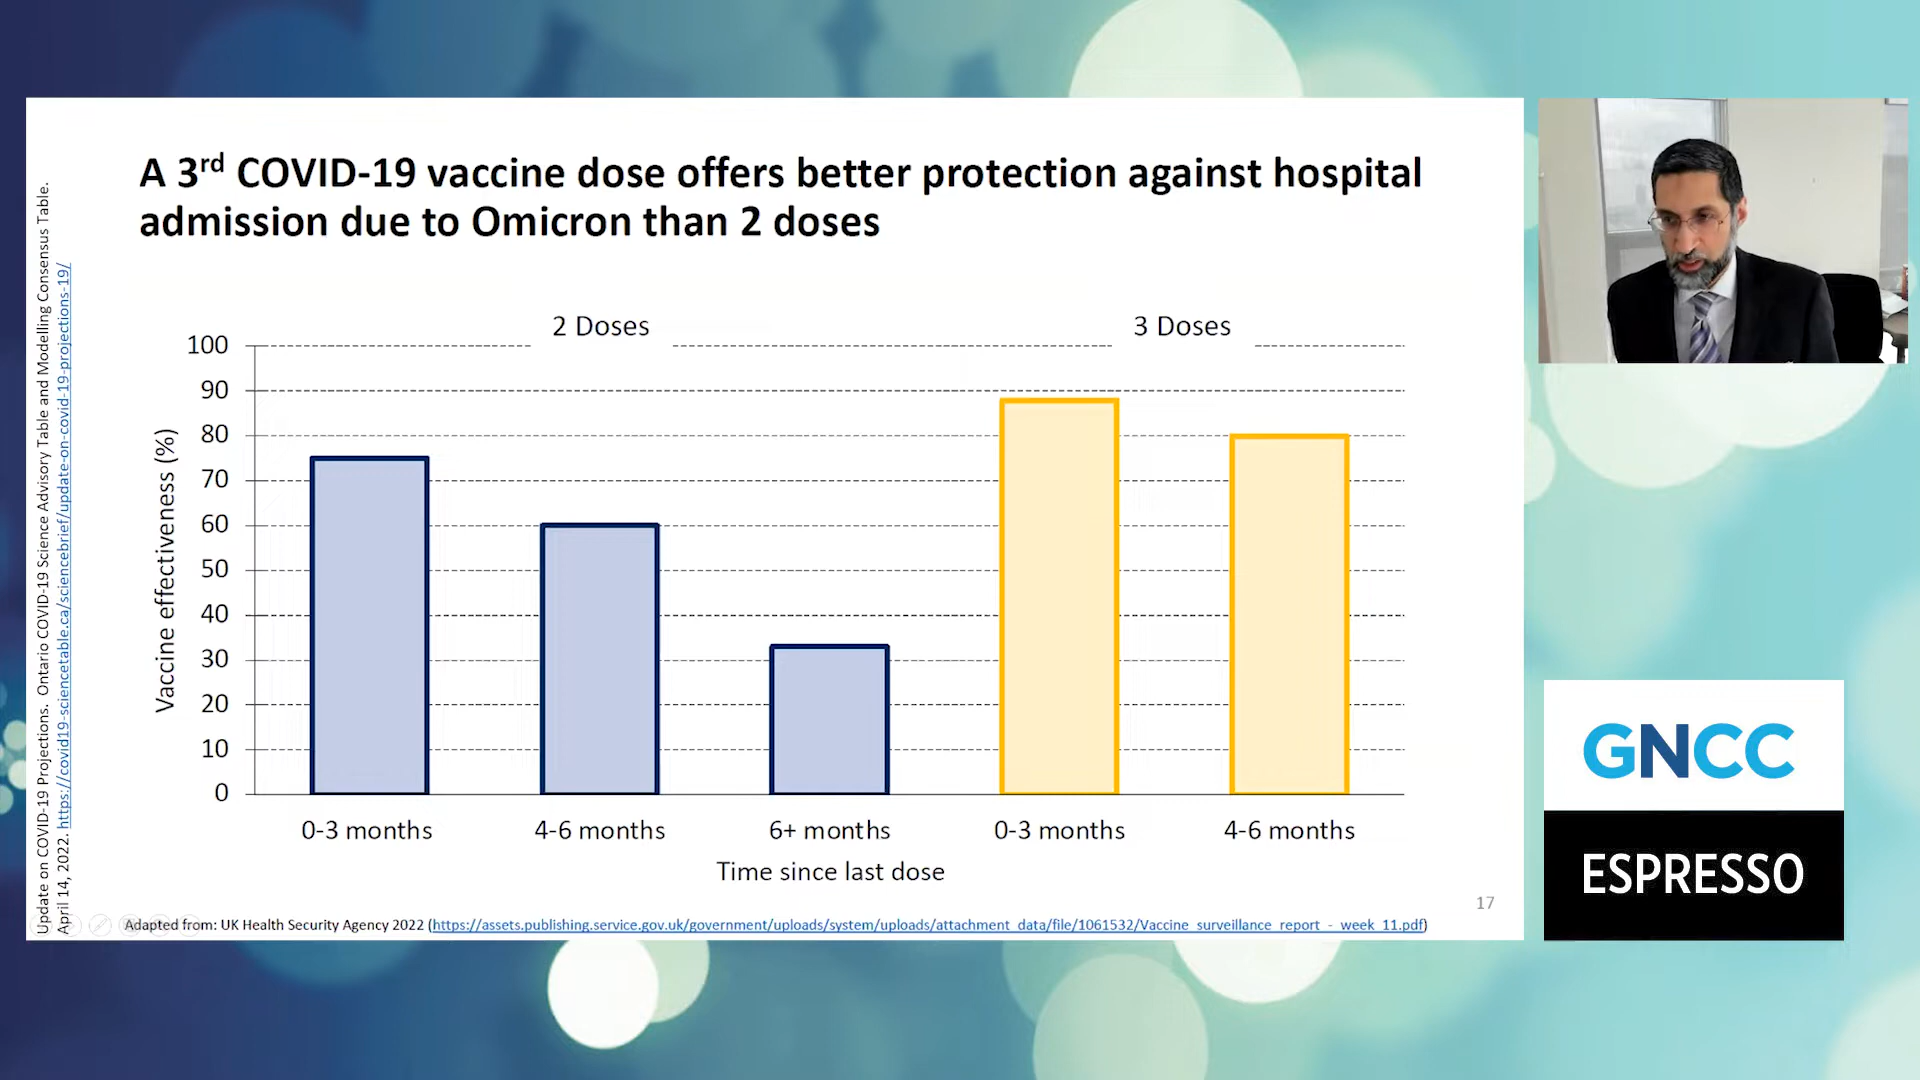 A 3rd COVID-19 vaccine dose offers better protection against hospital
admission due to Omicron than 2 doses
Update on COVID-19 Projections. Ontario COVID-19 Science Advisory Table and Modelling Consensus Table.
April 14, 2022. https://covid19-sciencetable.ca/sciencebrief/update-on-covid-19-projections-19/
2 Doses
3 Doses
Vaccine effectiveness (%)
100
90
80
70
60
50
40
30
20
10
0
0-3 months
4-6 months
6+ months
0-3 months
4-6 months
Time since last dose
17
Adapted from: UK Health Security Agency 2022 (https://assets.publishing.service.gov.uk/government/uploads/system/uploads/attachment_data/file/1061532/Vaccine_surveillance_report_-_week_11.pdf)
GNCC
ESPRESSO